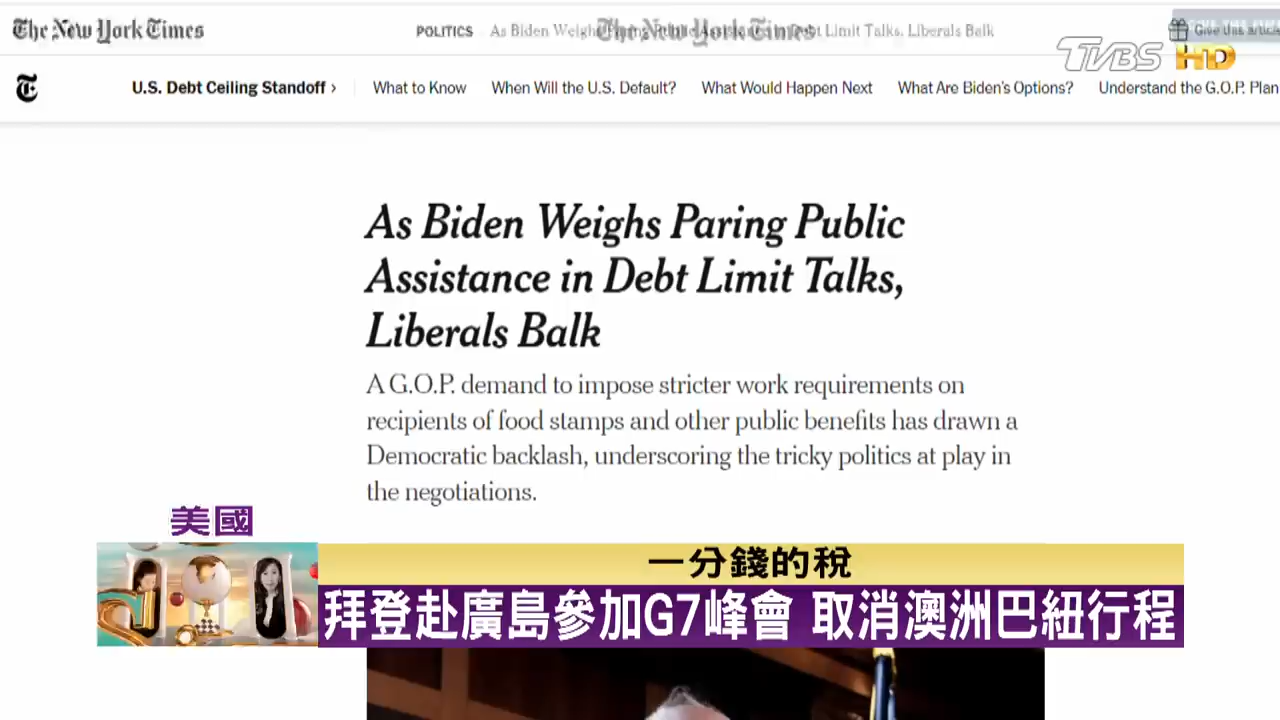 The New York Times
POLITICS As Biden Weighs Paring Public Assistance in Debt Limit Talks, Liberals Balk
The New York Times
Give this article
TVBS HD
U.S. Debt Ceiling Standoff ›
What to Know
When Will the U.S. Default?
What Would Happen Next
What Are Biden's Options?
Understand the G.O.P. Plan
As Biden Weighs Paring Public
Assistance in Debt Limit Talks,
Liberals Balk
A G.O.P. demand to impose stricter work requirements on
recipients of food stamps and other public benefits has drawn a
Democratic backlash, underscoring the tricky politics at play in
the negotiations.
美國
一分錢的稅
拜登赴廣島參加G7峰會 取消澳洲巴紐行程